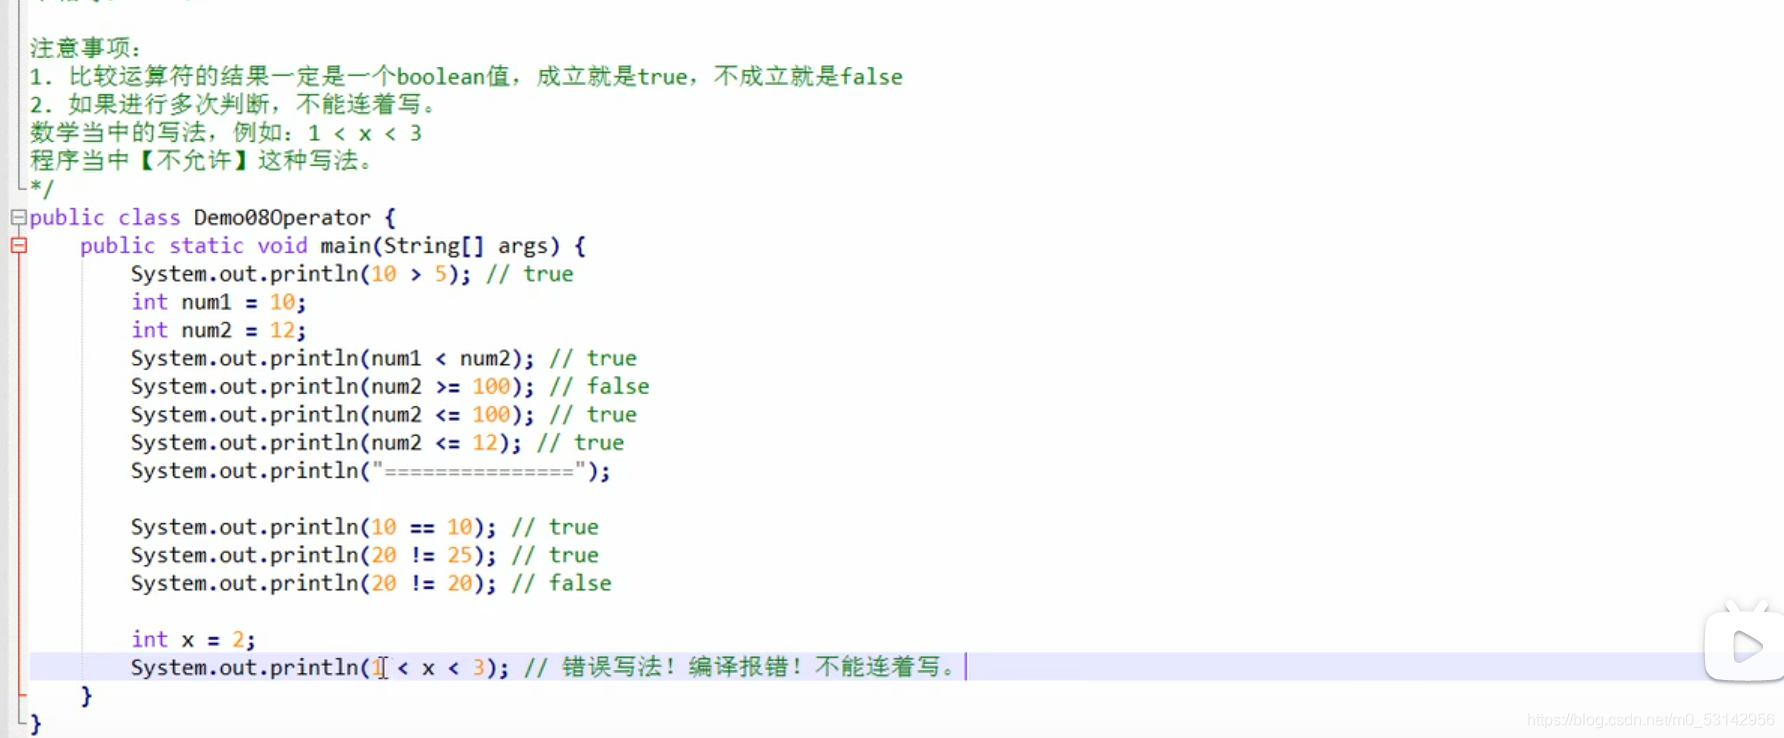 注意事项：
1. 比较运算符的结果一定是一个boolean值，成立就是true，不成立就是false
2. 如果进行多次判断，不能连着写。
数学当中的写法，例如：1 < x < 3
程序当中【不允许】这种写法。
*/
public class Demo08Operator {
public static void main(String[] args) {
System.out.println(10 > 5); // true
int num1 = 10;
int num2 = 12;
System.out.println(num1 < num2); // true
System.out.println(num2 >= 100); // false
System.out.println(num2 <= 100); // true
System.out.println(num2 <= 12); // true
System.out.println("===============");
System.out.println(10 == 10); // true
System.out.println(20 != 25); // true
System.out.println(20 != 20); // false
int x = 2;
System.out.println(1 < x < 3); // 错误写法！编译报错！不能连着写。
}
}
https://blog.csdn.net/m0_53142956